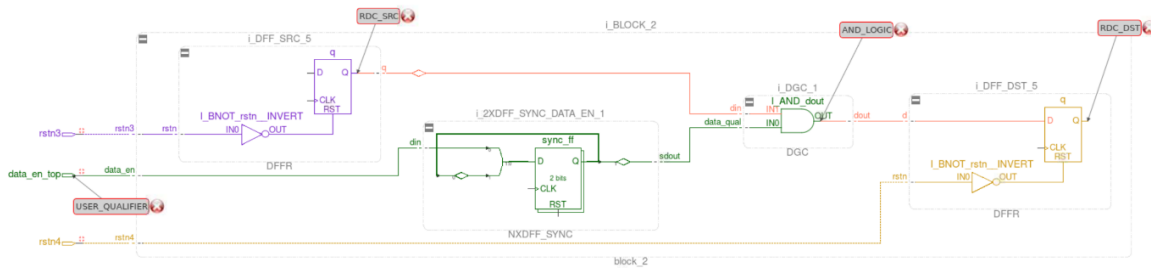 RDC_SRC
i_BLOCK_2
RDC_DST
AND_LOGIC
i_DFF_SRC_5
q
D Q
CLK
RST
q
I_BNOT_rstn__INVERT
IN0 OUT
rstn3 rstn3 rstn
DFFR
i_2XDFF_SYNC_DATA_EN_1
din
sync_ff
D Q
2 bits
CLK
RST
sdout
NXDFF_SYNC
data_en_top data_en
USER_QUALIFIER
i_DGC_1
I_AND_dout
din INT
data_qual IN0
OUT dout
DGC
i_DFF_DST_5
q
d
D Q
CLK
RST
I_BNOT_rstn__INVERT
rstn IN0 OUT
DFFR
rstn4 rstn4
block_2